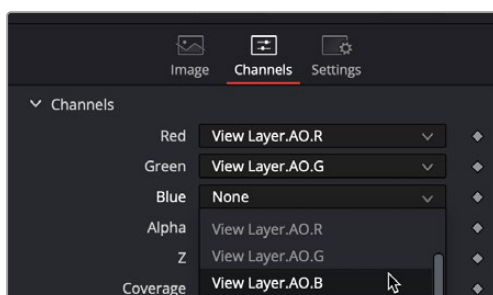 Image Channels Settings
Channels
Red View Layer.AO.R
Green View Layer.AO.G
Blue None
Alpha View Layer.AO.R
Z View Layer.AO.G
Coverage View Layer.AO.B